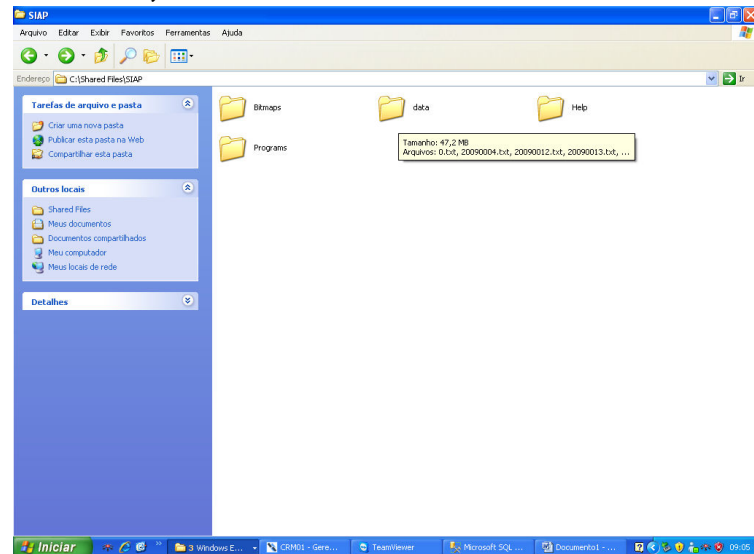 SIAP
Arquivo Editar Exibir Favoritos Ferramentas Ajuda
Endereço C:\Shared Files\SIAP Ir
Tarefas de arquivo e pasta
Criar uma nova pasta
Publicar esta pasta na Web
Compartilhar esta pasta
Outros locais
Shared Files
Meus documentos
Documentos compartilhados
Meu computador
Meus locais de rede
Detalhes
Bitmaps data Help
Programs
Tamanho: 47,2 MB
Arquivos: 0.txt, 20090004.txt, 20090012.txt, 20090013.txt, ...
Iniciar 3 Windows E... CRM01 - Gere... TeamViewer Microsoft SQL ... Documento1 - ... 09:05